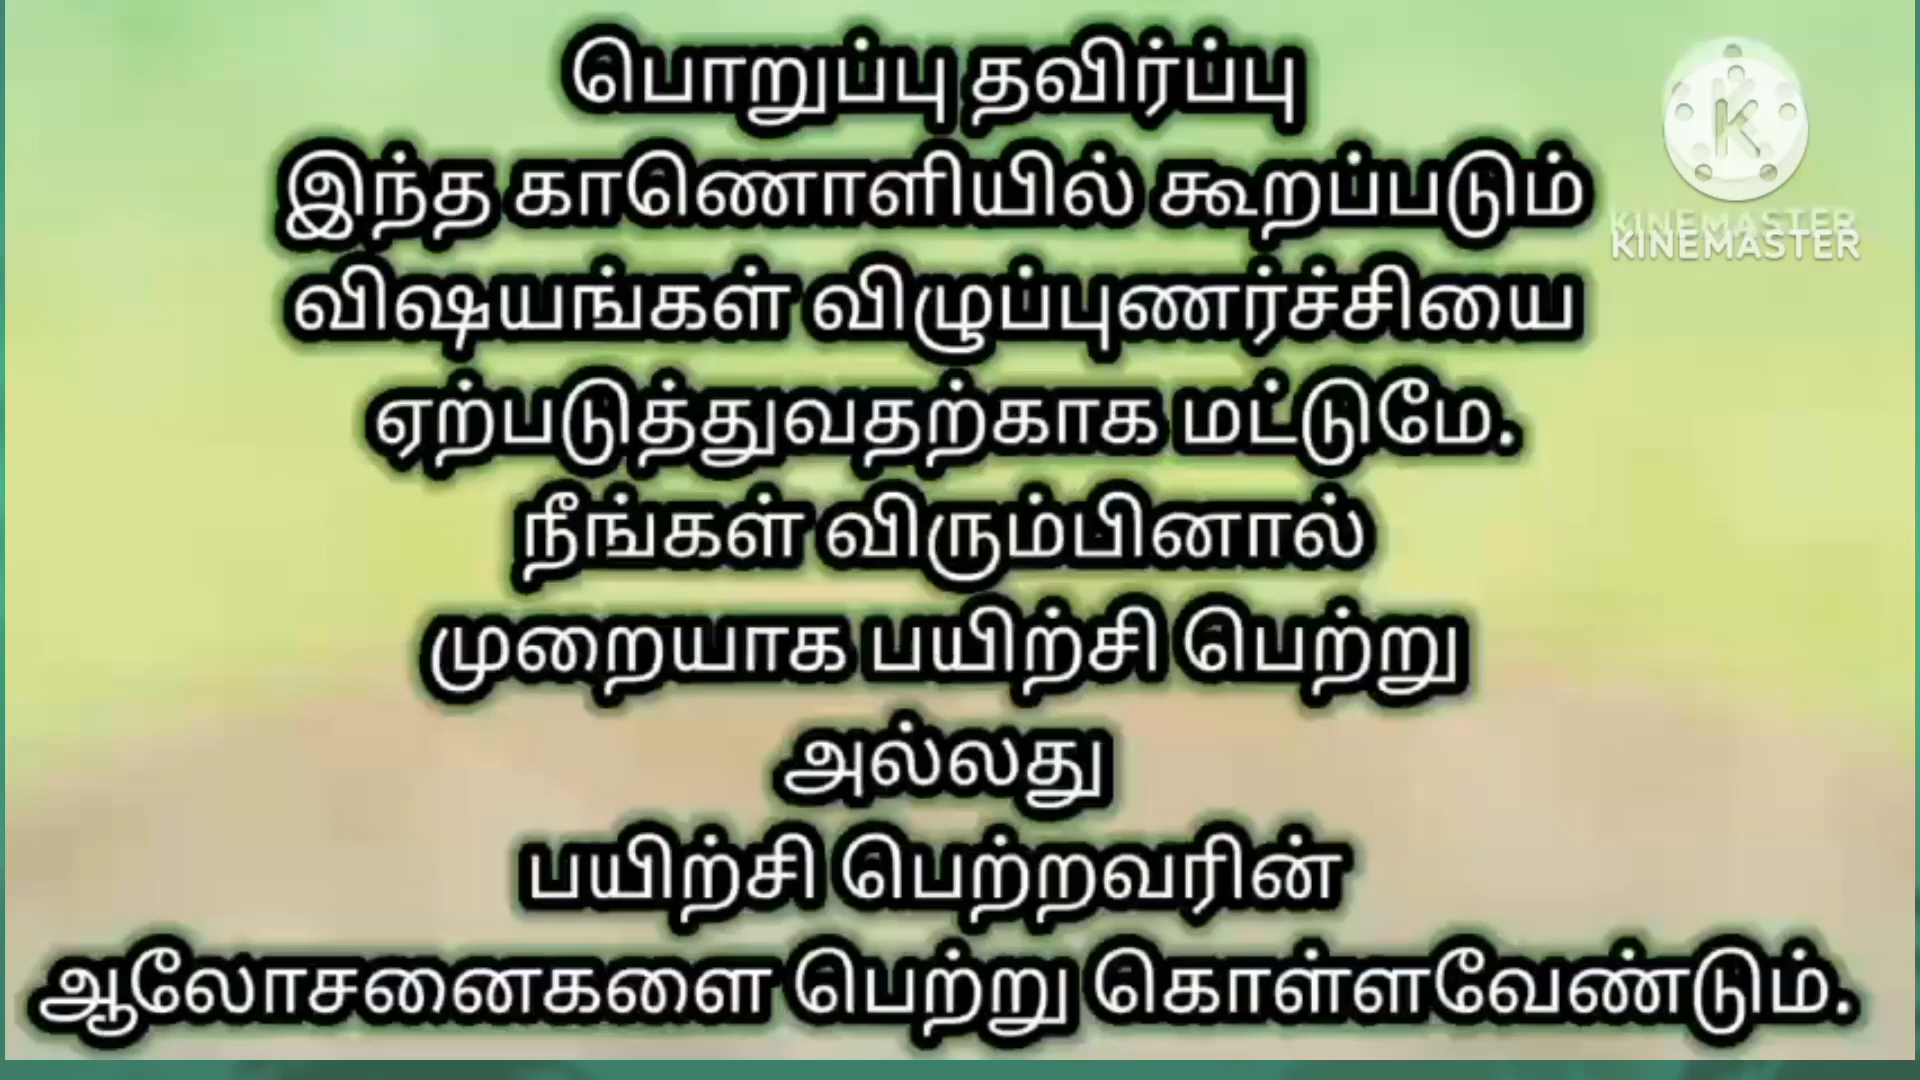 பொறுப்பு தவிர்ப்பு
இந்த காணொளியில் கூறப்படும்
விஷயங்கள் விழுப்புணர்ச்சியை
ஏற்படுத்துவதற்காக மட்டுமே.
நீங்கள் விரும்பினால்
முறையாக பயிற்சி பெற்று
அல்லது
பயிற்சி பெற்றவரின்
ஆலோசனைகளை பெற்று கொள்ளவேண்டும்.
K
KINEMASTER
KINEMASTER